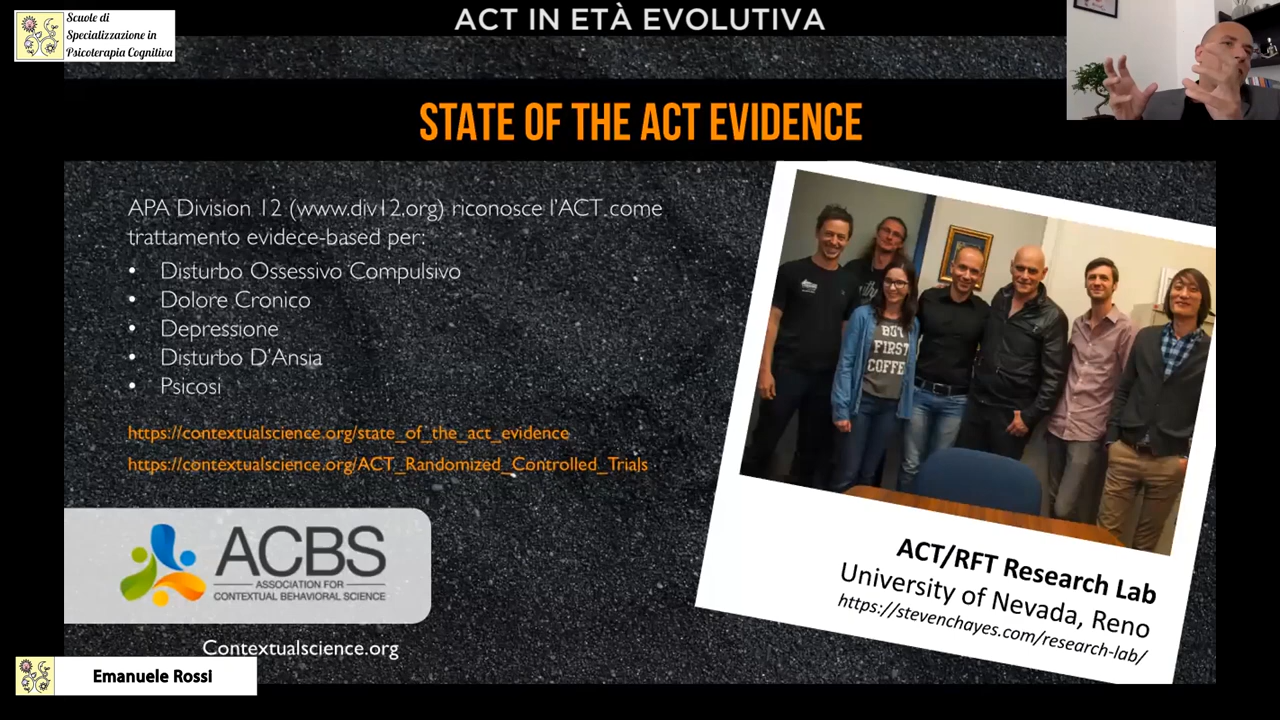 Scuole di
Specializzazione in
Psicoterapia Cognitiva
ACT IN ETÀ EVOLUTIVA
STATE OF THE ACT EVIDENCE
APA Division 12 (www.div12.org) riconosce l'ACT come
trattamento evidece-based per:
• Disturbo Ossessivo Compulsivo
• Dolore Cronico
• Depressione
• Disturbo D'Ansia
• Psicosi
https://contextualscience.org/state_of_the_act_evidence
https://contextualscience.org/ACT_Randomized_Controlled_Trials
ACBS
ASSOCIATION FOR
CONTEXTUAL BEHAVIORAL SCIENCE
Contextualscience.org
BUT
FIRST
COFFE
ACT/RFT Research Lab
University of Nevada, Reno
https://stevenchayes.com/research-lab/
Emanuele Rossi